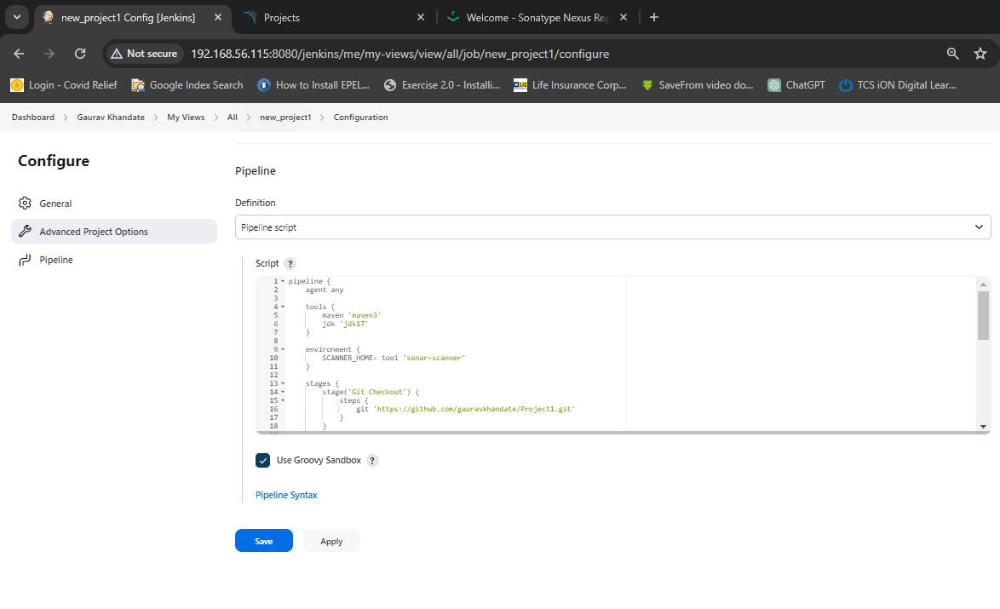 new_project1 Config [Jenkins]
Projects
Welcome - Sonatype Nexus Rep
Not secure
192.168.56.115:8080/jenkins/me/my-views/view/all/job/new_project1/configure
Login - Covid Relief
Google Index Search
How to Install EPEL...
Exercise 2.0 - Installi...
Life Insurance Corp...
SaveFrom video do...
ChatGPT
TCS iON Digital Lear...
Dashboard > Gaurav Khandate > My Views > All > new_project1 > Configuration
Configure
General
Advanced Project Options
Pipeline
Pipeline
Definition
Pipeline script
Script ?
1 pipeline {
2 agent any
3
4 tools {
5 maven 'maven3'
6 jdk 'jdk17'
7 }
8
9 environment {
10 SCANNER_HOME= tool 'sonar-scanner'
11 }
12
13 stages {
14 stage('Git Checkout') {
15 steps {
16 git 'https://github.com/gauravkhandate/Project1.git'
17 }
18 }
Use Groovy Sandbox ?
Pipeline Syntax
Save
Apply